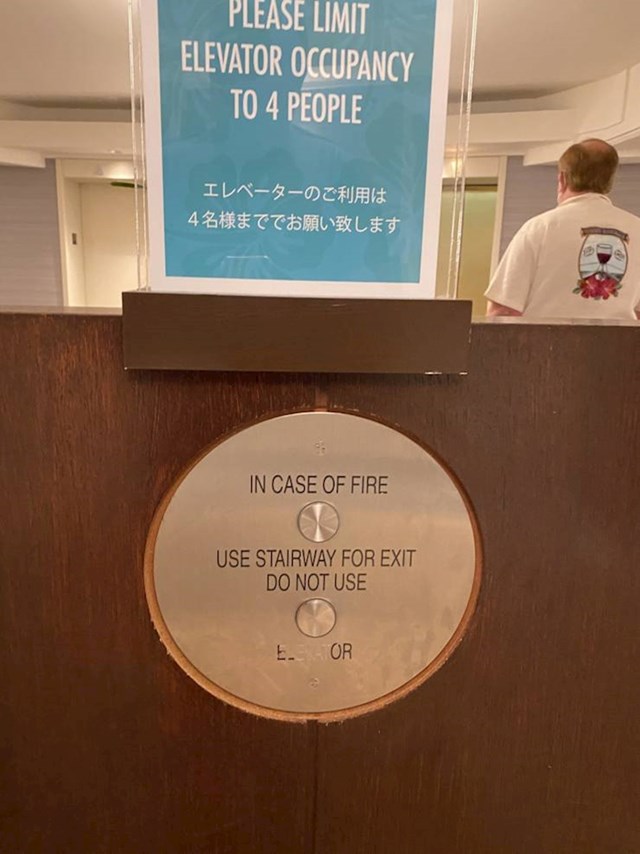 PLEASE LIMIT
ELEVATOR OCCUPANCY
TO 4 PEOPLE
エレベーターのご利用は
4名様まででお願い致します
IN CASE OF FIRE
USE STAIRWAY FOR EXIT
DO NOT USE